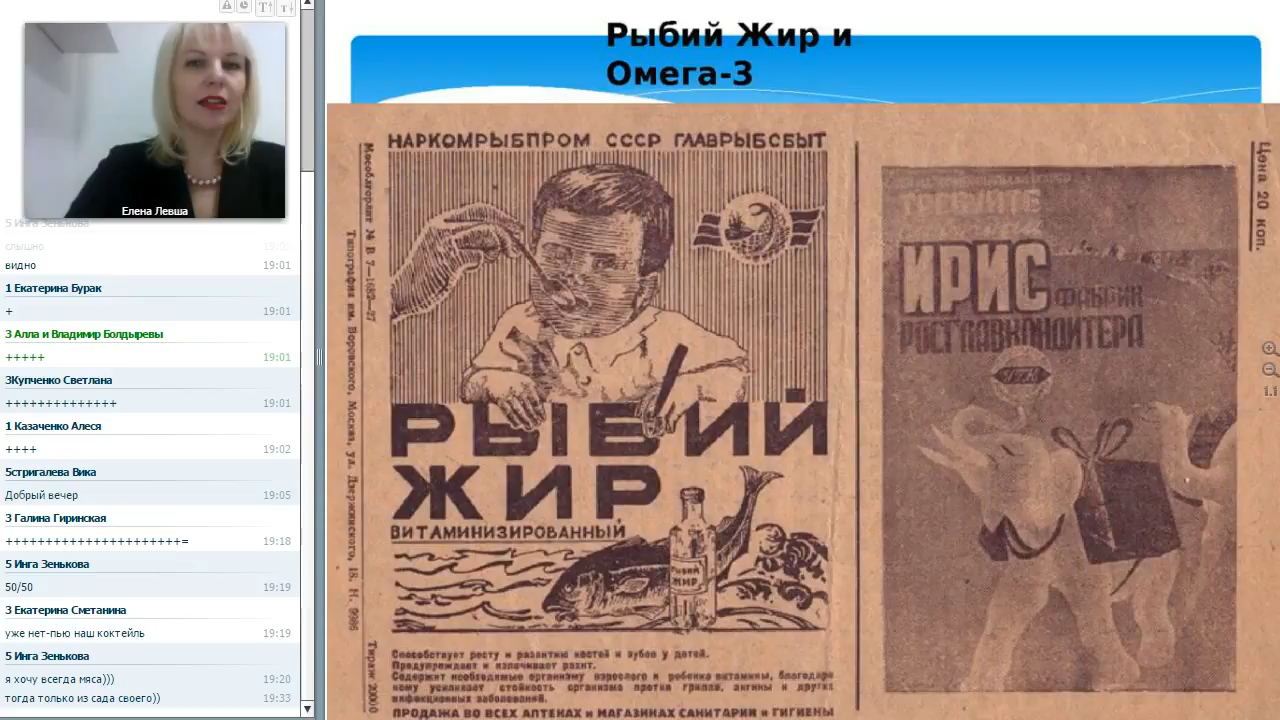 Елена Левша
5 Инга Зенькова
слышно
видно 19:01
1 Екатерина Бурак
+ 19:01
3 Алла и Владимир Болдыревы
+++++ 19:01
3Купченко Светлана
++++++++++++++ 19:01
1 Казаченко Алеся
++++ 19:02
5стригалева Вика
Добрый вечер 19:05
3 Галина Гиринская
++++++++++++++++++++++= 19:18
5 Инга Зенькова
50/50 19:19
3 Екатерина Сметанина
уже нет-пью наш коктейль 19:19
5 Инга Зенькова
я хочу всегда мяса))) 19:20
тогда только из сада своего)) 19:33
Рыбий Жир и
Омега-3
НАРКОМРЫБПРОМ СССР ГЛАВРЫБСБЫТ
Типография им. Воровского, Москва, ул. Дзержинского, 18.
Тираж 20000
РЫБИЙ
ЖИР
ВИТАМИНИЗИРОВАННЫЙ
РЫБИЙ
ЖИР
Способствует росту и развитию костей и зубов у детей.
Предупреждает и излечивает рахит.
Содержит необходимые организму взрослого и ребенка витамины, благодаря
чему усиливает стойкость организма против гриппа, ангины и других
инфекционных заболеваний.
ПРОДАЖА ВО ВСЕХ АПТЕКАХ и МАГАЗИНАХ САНИТАРИИ и ГИГИЕНЫ
ТРЕБУЙТЕ
ИРИС ФАБРИК
РОСГЛАВКОНДИТЕРА
Цена 20 коп.
1:1